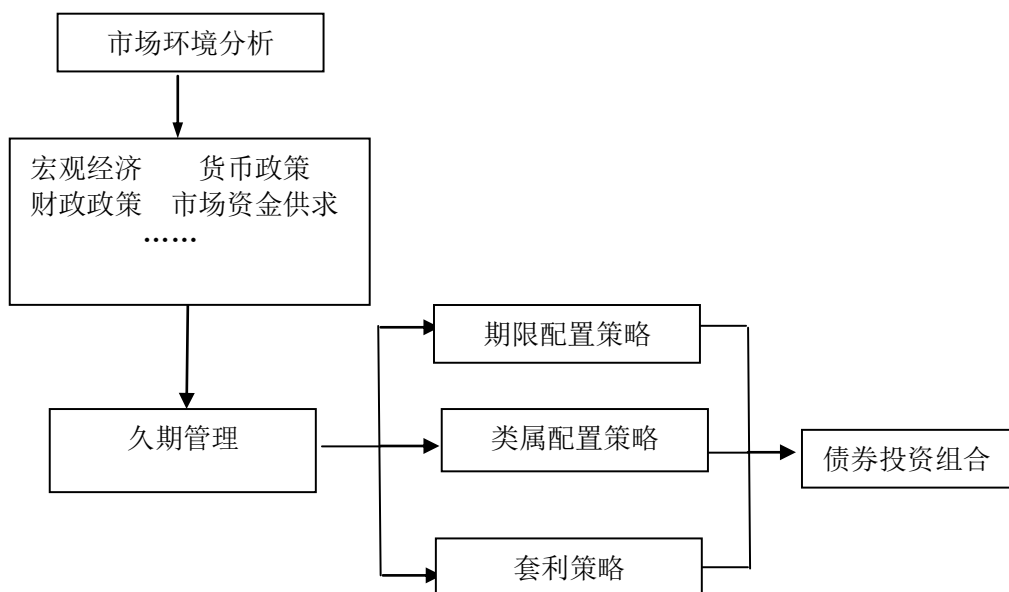 市场环境分析
宏观经济 货币政策
财政政策 市场资金供求
……
期限配置策略
久期管理
类属配置策略
债券投资组合
套利策略